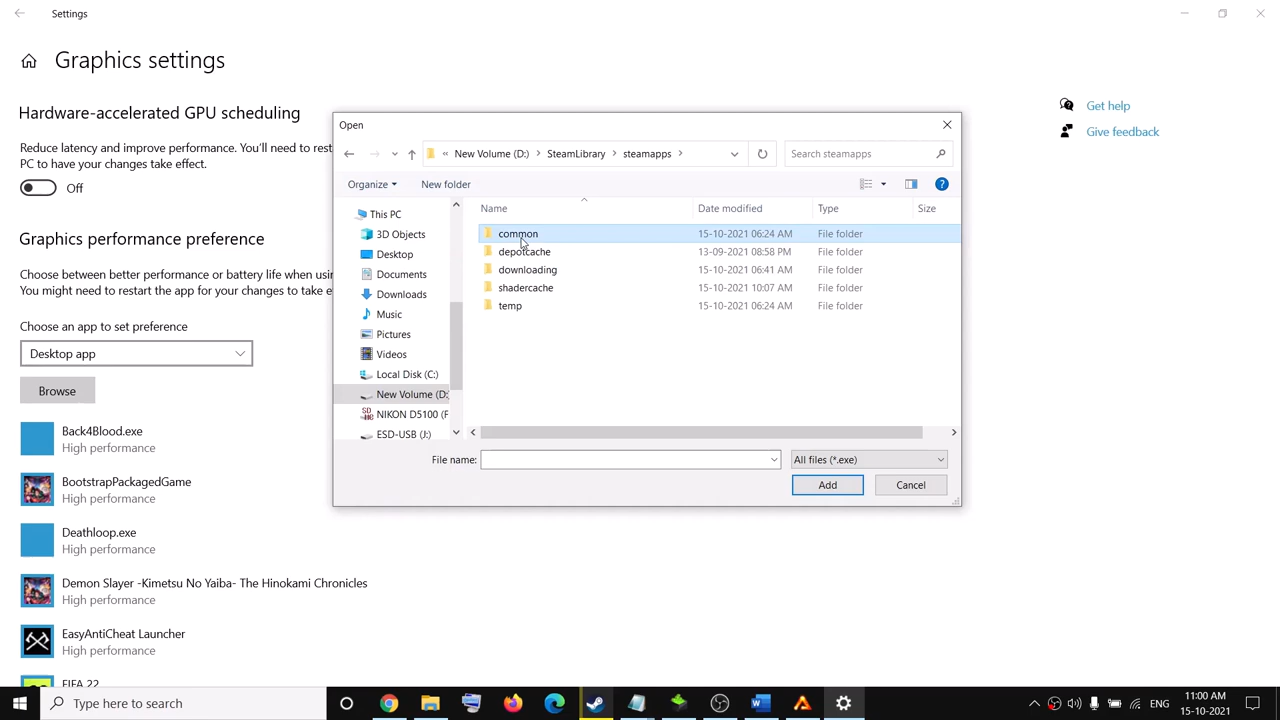 Settings
Graphics settings
Hardware-accelerated GPU scheduling
Reduce latency and improve performance. You'll need to rest
PC to have your changes take effect.
Off
Graphics performance preference
Choose between better performance or battery life when usin
You might need to restart the app for your changes to take e
Choose an app to set preference
Desktop app
Browse
Back4Blood.exe
High performance
BootstrapPackagedGame
High performance
Deathloop.exe
High performance
Demon Slayer -Kimetsu No Yaiba- The Hinokami Chronicles
High performance
EasyAntiCheat Launcher
High performance
FIFA 22
Get help
Give feedback
Open
« New Volume (D:) > SteamLibrary > steamapps >
Search steamapps
Organize
New folder
This PC
3D Objects
Desktop
Documents
Downloads
Music
Pictures
Videos
Local Disk (C:)
New Volume (D:
NIKON D5100 (F
ESD-USB (J:)
Name Date modified Type Size
common 15-10-2021 06:24 AM File folder
depotcache 13-09-2021 08:58 PM File folder
downloading 15-10-2021 06:41 AM File folder
shadercache 15-10-2021 10:07 AM File folder
temp 15-10-2021 06:24 AM File folder
File name:
All files (*.exe)
Add
Cancel
Type here to search
ENG
11:00 AM
15-10-2021